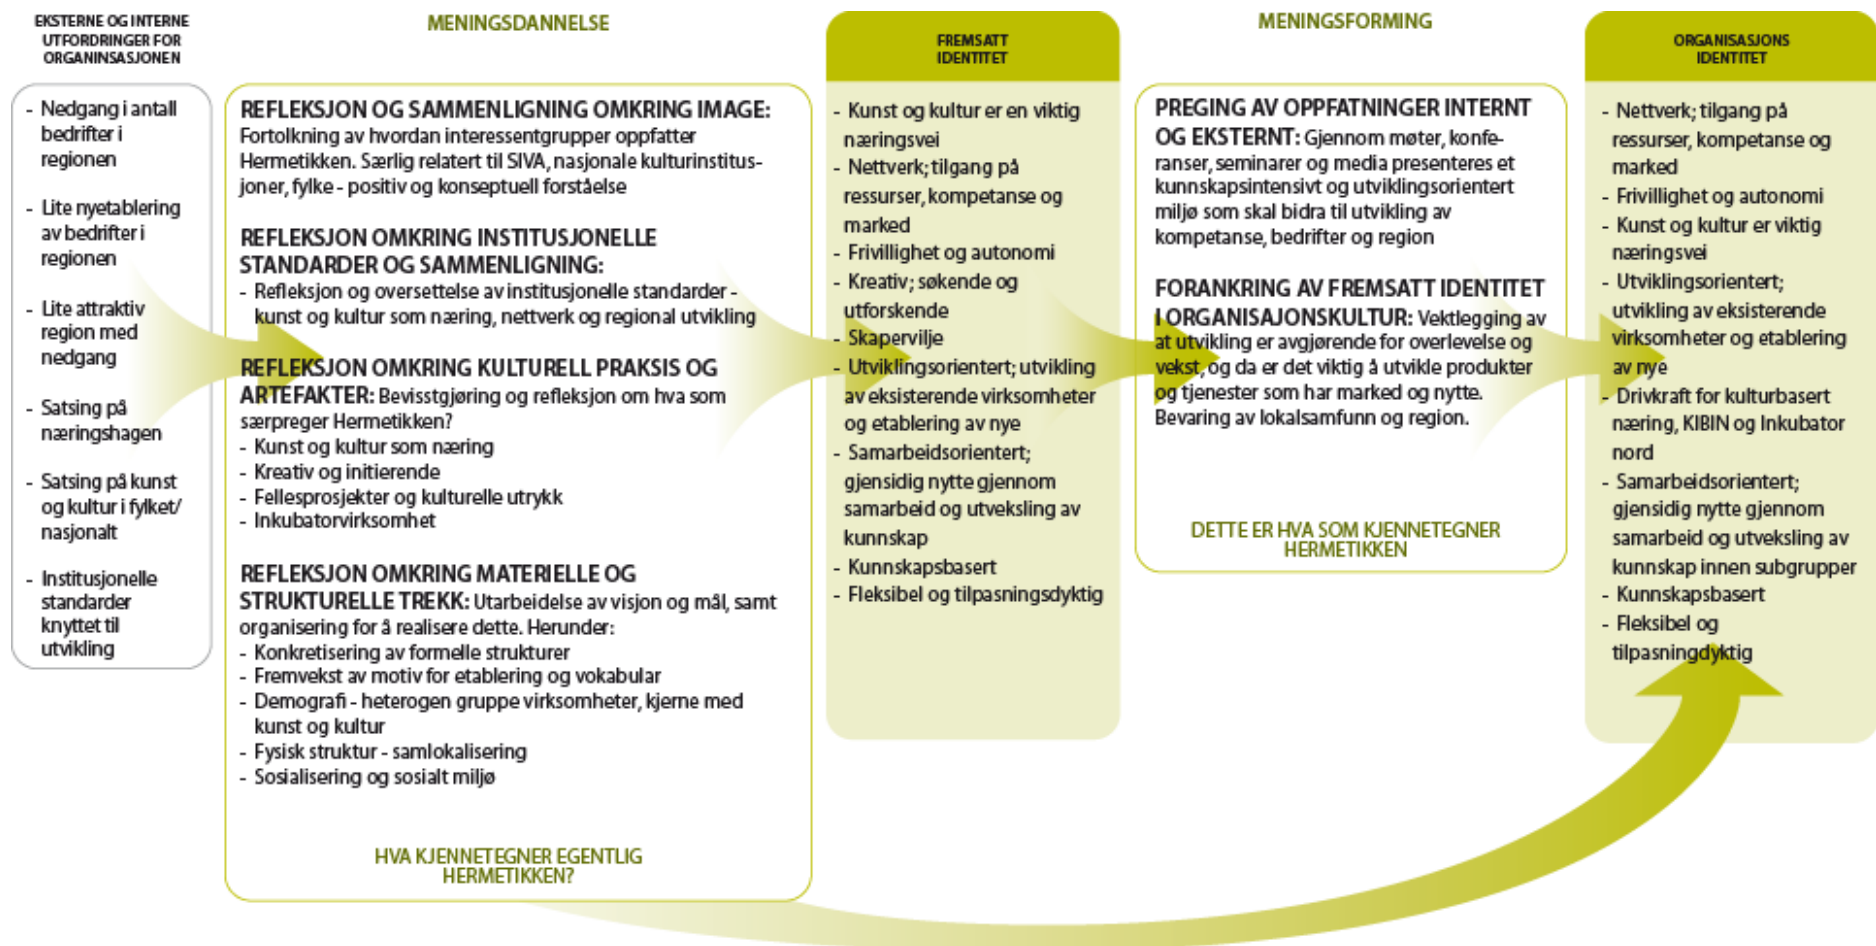 EKSTERNE OG INTERNE
UTFORDRINGER FOR
ORGANINSASJONEN
- Nedgang i antall
bedrifter i
regionen
- Lite nyetablering
av bedrifter i
regionen
- Lite attraktiv
region med
nedgang
- Satsing på
næringshagen
- Satsing på kunst
og kultur i fylket/
nasjonalt
- Institusjonelle
standarder
knyttet til
utvikling
MENINGSDANNELSE
REFLEKSJON OG SAMMENLIGNING OMKRING IMAGE:
Fortolkning av hvordan interessentgrupper oppfatter
Hermetikken. Særlig relatert til SIVA, nasjonale kulturinstitus-
joner, fylke - positiv og konseptuell forståelse
REFLEKSJON OMKRING INSTITUSJONELLE
STANDARDER OG SAMMENLIGNING:
- Refleksjon og oversettelse av institusjonelle standarder -
kunst og kultur som næring, nettverk og regional utvikling
REFLEKSJON OMKRING KULTURELL PRAKSIS OG
ARTEFAKTER: Bevisstgjøring og refleksjon om hva som
særpreger Hermetikken?
- Kunst og kultur som næring
- Kreativ og initierende
- Fellesprosjekter og kulturelle utrykk
- Inkubatorvirksomhet
REFLEKSJON OMKRING MATERIELLE OG
STRUKTURELLE TREKK: Utarbeidelse av visjon og mål, samt
organisering for å realisere dette. Herunder:
- Konkretisering av formelle strukturer
- Fremvekst av motiv for etablering og vokabular
- Demografi - heterogen gruppe virksomheter, kjerne med
kunst og kultur
- Fysisk struktur - samlokalisering
- Sosialisering og sosialt miljø
HVA KJENNETEGNER EGENTLIG
HERMETIKKEN?
FREMSATT
IDENTITET
- Kunst og kultur er en viktig
næringsvei
- Nettverk; tilgang på
ressurser, kompetanse og
marked
- Frivillighet og autonomi
- Kreativ; søkende og
utforskende
- Skapervilje
- Utviklingsorientert; utvikling
av eksisterende virksomheter
og etablering av nye
- Samarbeidsorientert;
gjensidig nytte gjennom
samarbeid og utveksling av
kunnskap
- Kunnskapsbasert
- Fleksibel og tilpasningsdyktig
MENINGSFORMING
PREGING AV OPPFATNINGER INTERNT
OG EKSTERNT: Gjennom møter, konfe-
ranser, seminarer og media presenteres et
kunnskapsintensivt og utviklingsorientert
miljø som skal bidra til utvikling av
kompetanse, bedrifter og region
FORANKRING AV FREMSATT IDENTITET
I ORGANISAJONSKULTUR: Vektlegging av
at utvikling er avgjørende for overlevelse og
vekst, og da er det viktig å utvikle produkter
og tjenester som har marked og nytte.
Bevaring av lokalsamfunn og region.
DETTE ER HVA SOM KJENNETEGNER
HERMETIKKEN
ORGANISASJONS
IDENTITET
- Nettverk; tilgang på
ressurser, kompetanse og
marked
- Frivillighet og autonomi
- Kunst og kultur er viktig
næringsvei
- Utviklingsorientert;
utvikling av eksisterende
virksomheter og etablering
av nye
- Drivkraft for kulturbasert
næring, KIBIN og Inkubator
nord
- Samarbeidsorientert;
gjensidig nytte gjennom
samarbeid og utveksling av
kunnskap innen subgrupper
- Kunnskapsbasert
- Fleksibel og
tilpasningdyktig